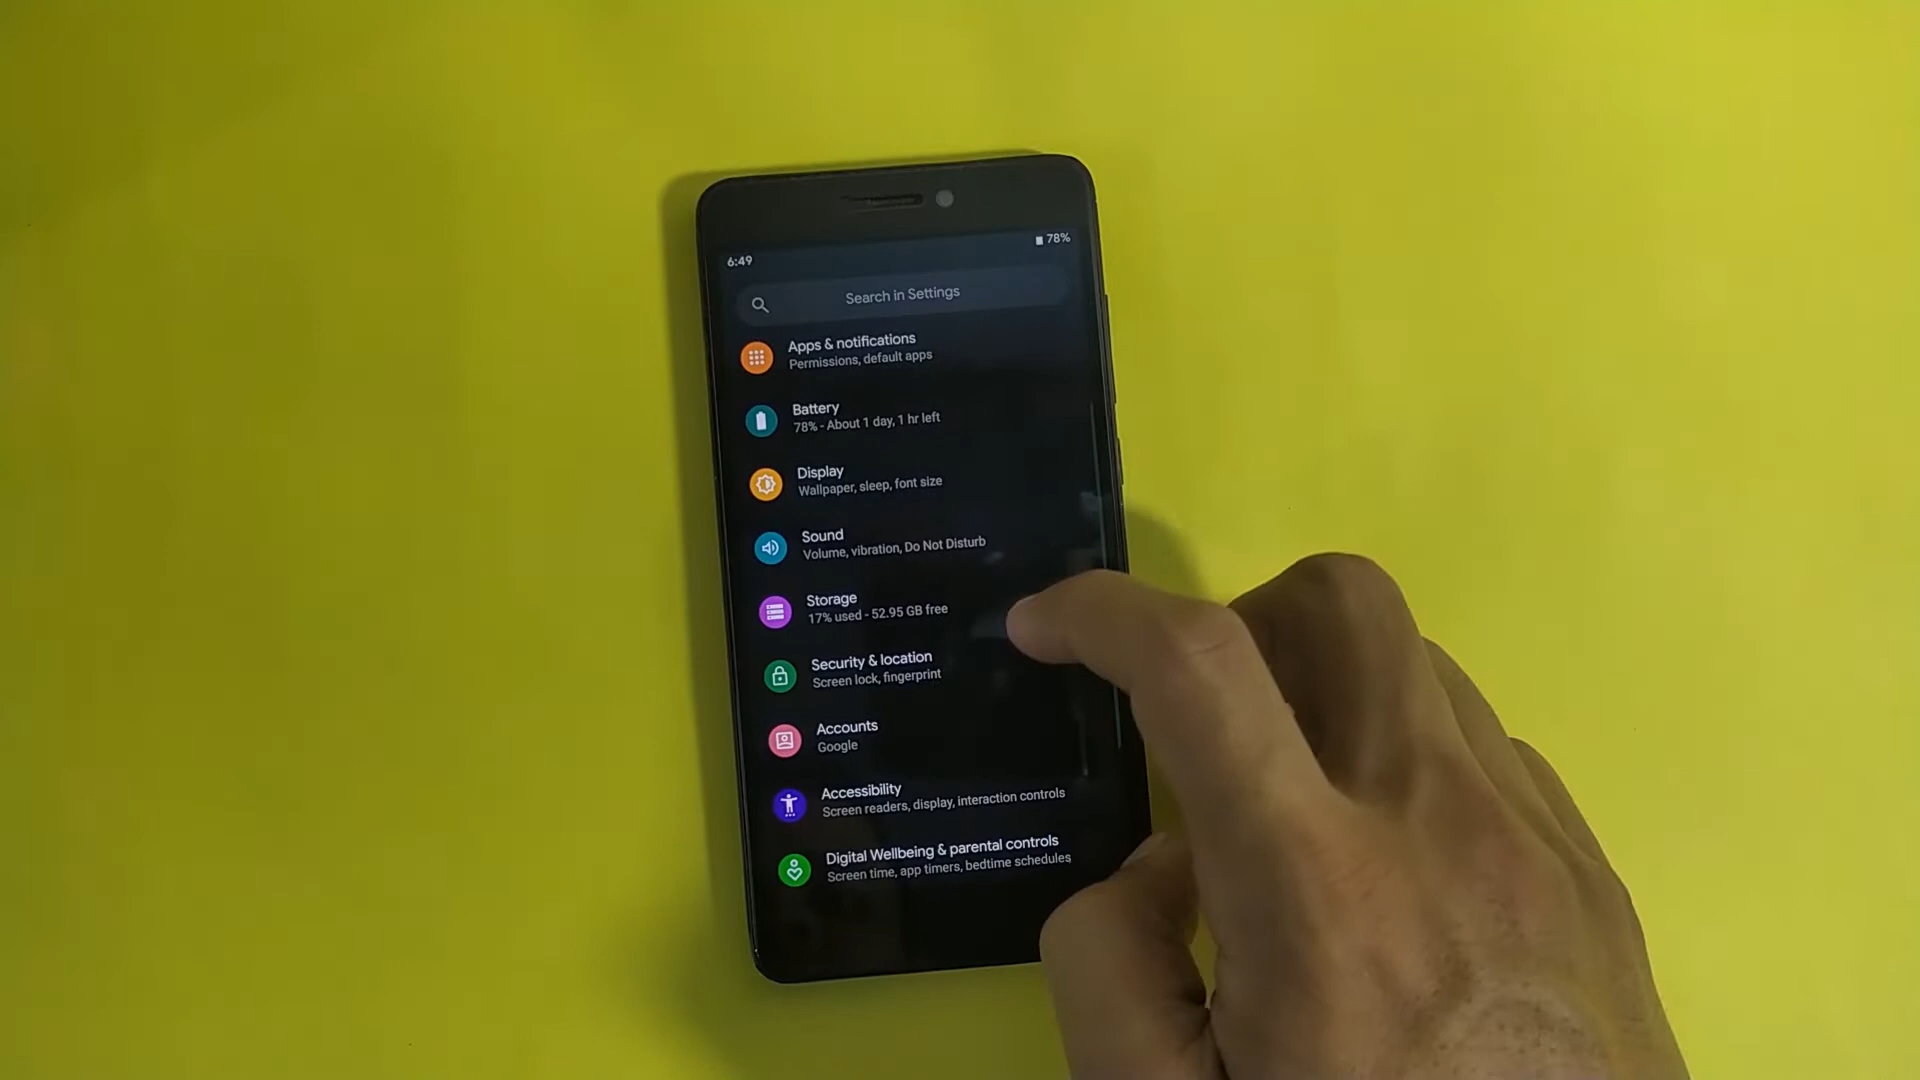 6:49
78%
Search in Settings
Apps & notifications
Permissions, default apps
Battery
78% - About 1 day, 1 hr left
Display
Wallpaper, sleep, font size
Sound
Volume, vibration, Do Not Disturb
Storage
17% used - 52.95 GB free
Security & location
Screen lock, fingerprint
Accounts
Google
Accessibility
Screen readers, display, interaction controls
Digital Wellbeing & parental controls
Screen time, app timers, bedtime schedules